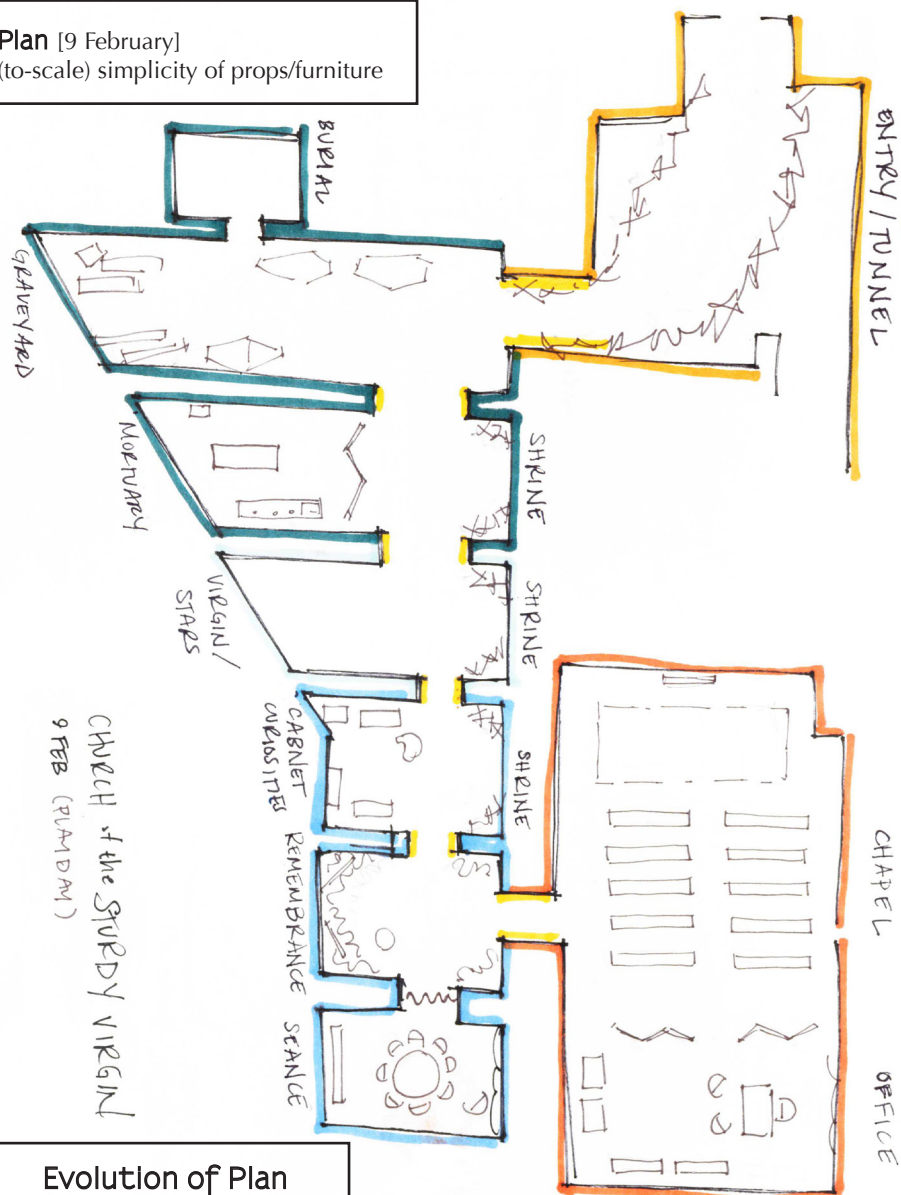 Plan [9 February]
(to-scale) simplicity of props/furniture
ENTRY / TUNNEL
BURIAL
GRAVEYARD
SHRINE
MORTUARY
SHRINE
VIRGIN /
STARS
SHRINE
CABNET
CURIOSITIES
CHAPEL
REMEMBRANCE
SEANCE
OFFICE
CHURCH of the STURDY VIRGIN
9 FEB
Evolution of Plan